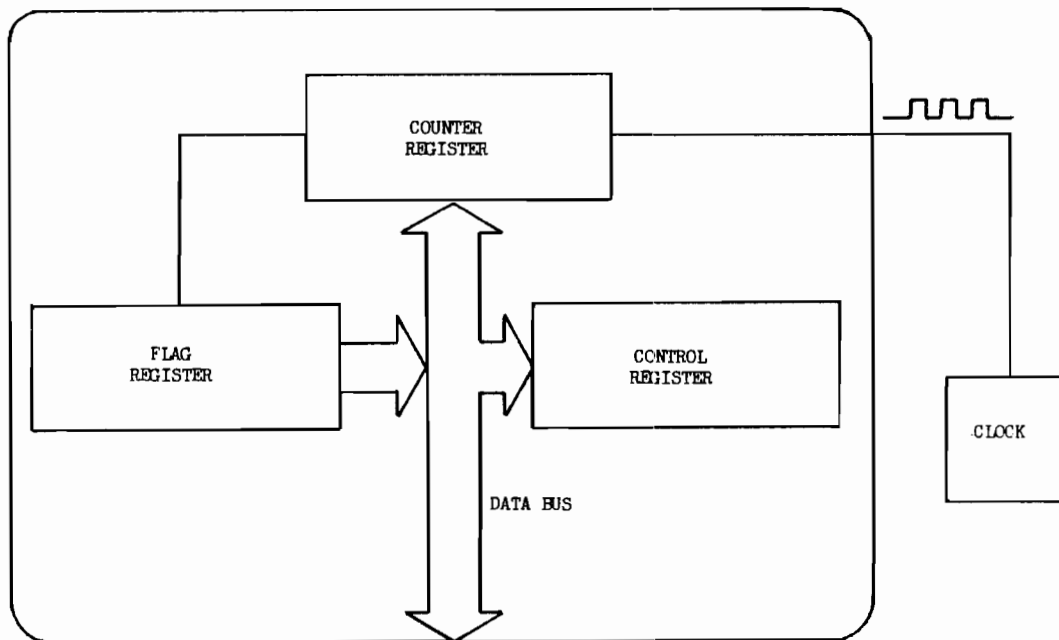 COUNTER
REGISTER
FLAG
REGISTER
CONTROL
REGISTER
CLOCK
DATA BUS